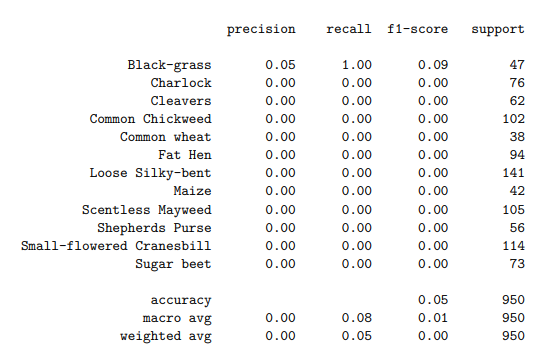 precision recall f1-score support
Black-grass 0.05 1.00 0.09 47
Charlock 0.00 0.00 0.00 76
Cleavers 0.00 0.00 0.00 62
Common Chickweed 0.00 0.00 0.00 102
Common wheat 0.00 0.00 0.00 38
Fat Hen 0.00 0.00 0.00 94
Loose Silky-bent 0.00 0.00 0.00 141
Maize 0.00 0.00 0.00 42
Scentless Mayweed 0.00 0.00 0.00 105
Shepherds Purse 0.00 0.00 0.00 56
Small-flowered Cranesbill 0.00 0.00 0.00 114
Sugar beet 0.00 0.00 0.00 73
accuracy 0.05 950
macro avg 0.00 0.08 0.01 950
weighted avg 0.00 0.05 0.00 950